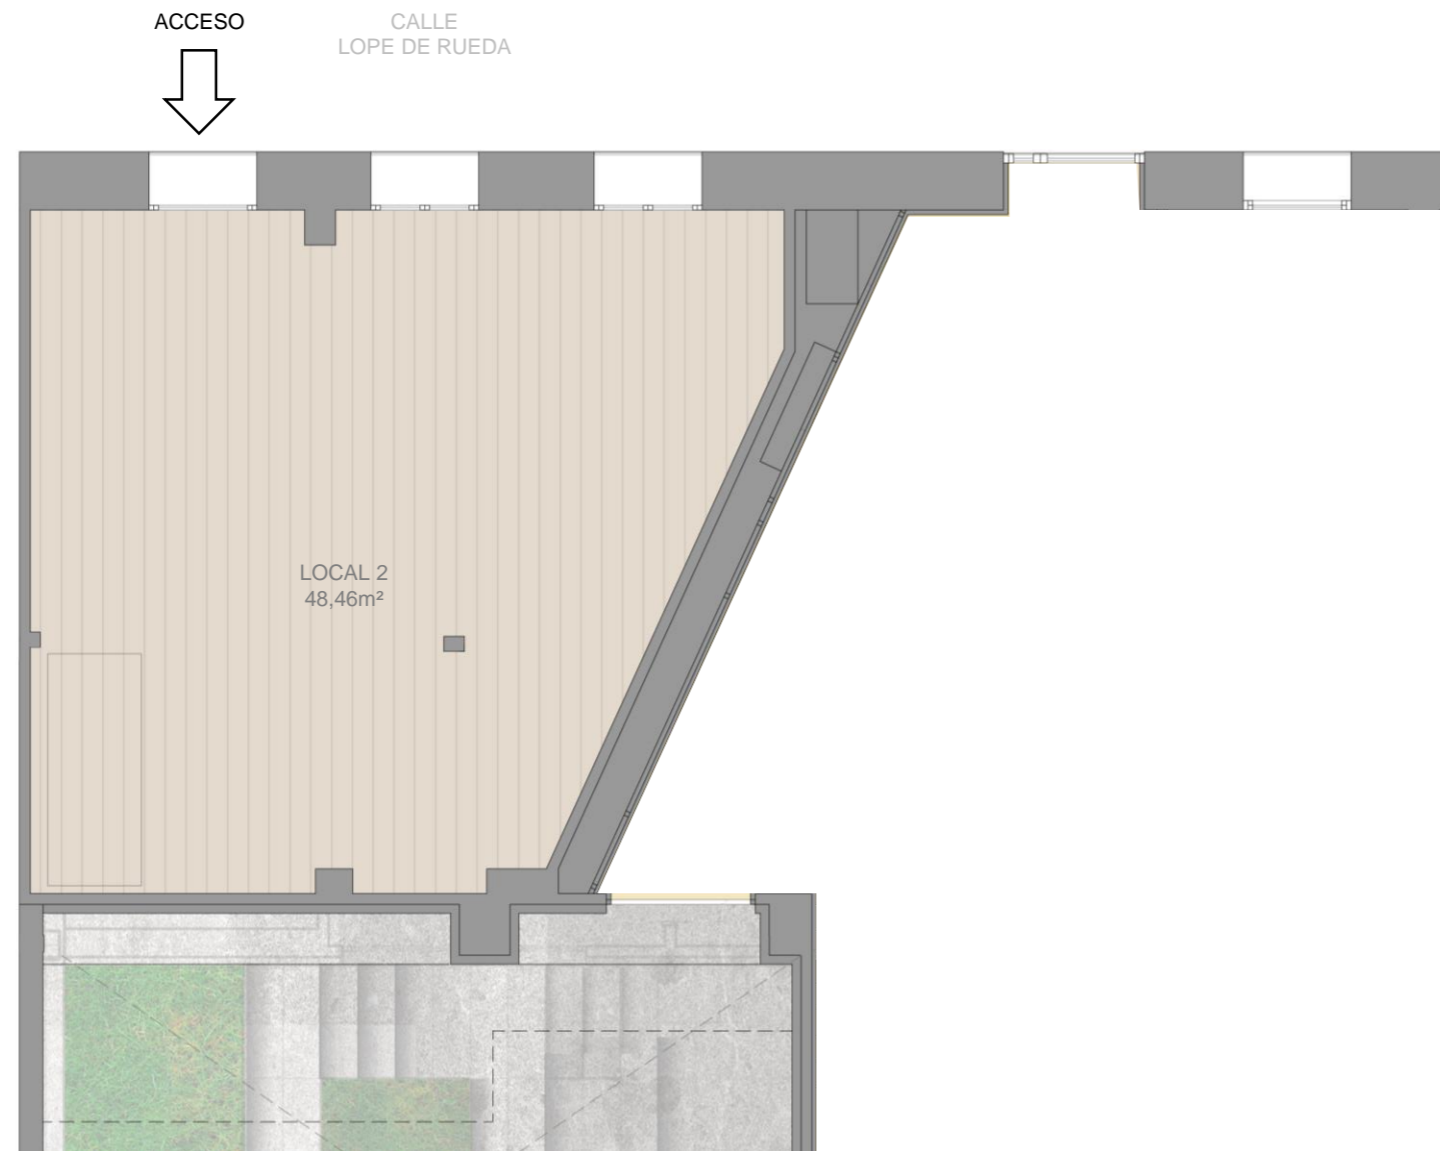 ACCESO
CALLE
LOPE DE RUEDA
LOCAL 2
48,46m²